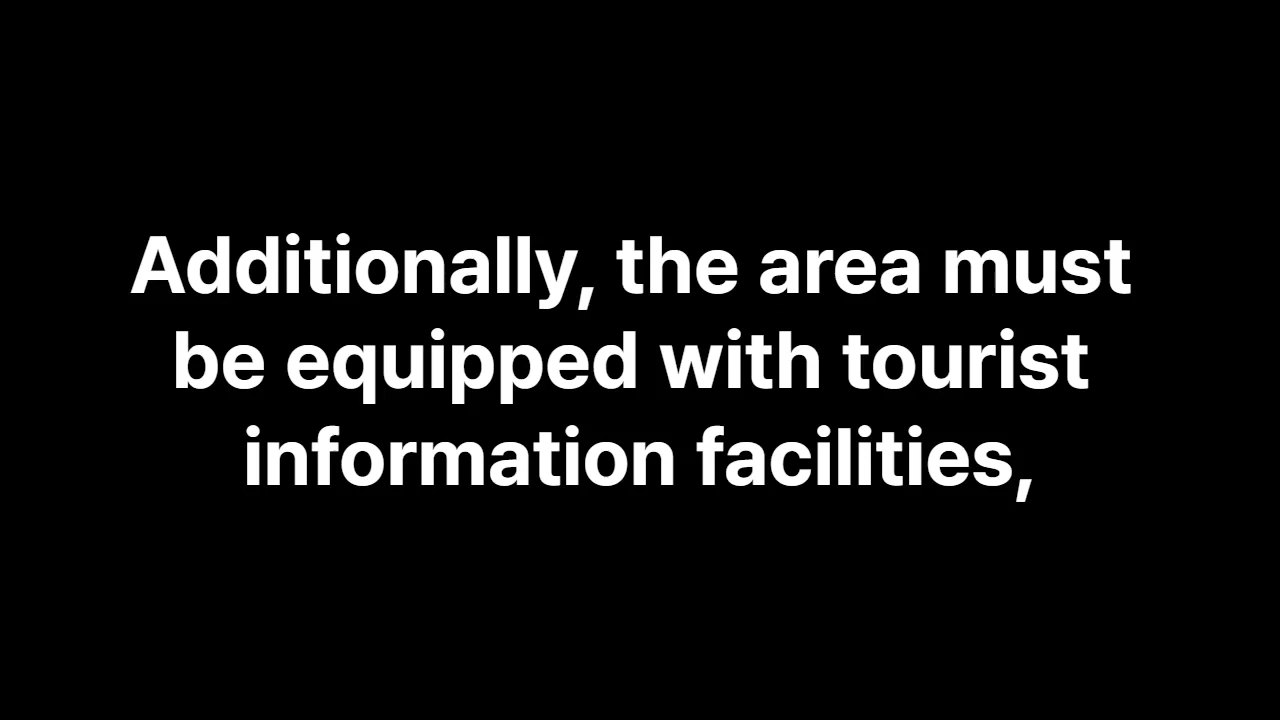 Additionally, the area must
be equipped with tourist
information facilities,